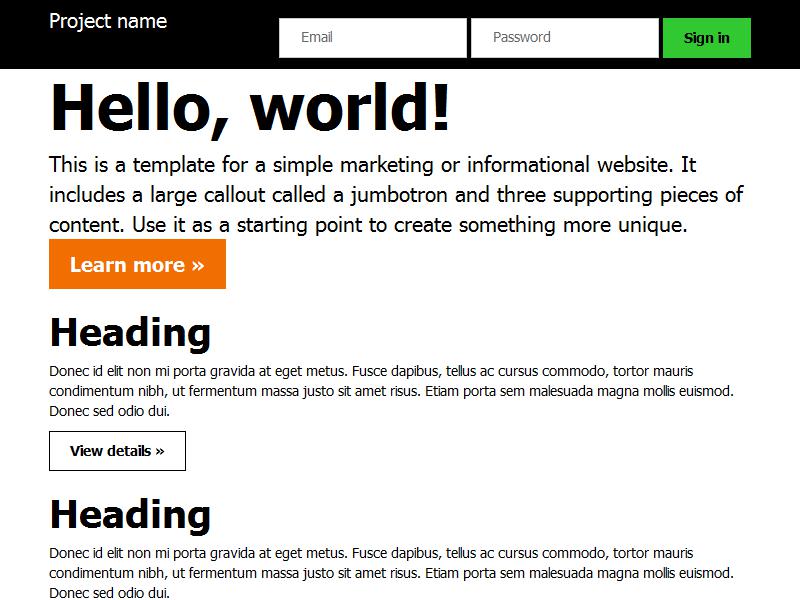 Project name
Email
Password
Sign in
Hello, world!
This is a template for a simple marketing or informational website. It
includes a large callout called a jumbotron and three supporting pieces of
content. Use it as a starting point to create something more unique.
Learn more »
Heading
Donec id elit non mi porta gravida at eget metus. Fusce dapibus, tellus ac cursus commodo, tortor mauris
condimentum nibh, ut fermentum massa justo sit amet risus. Etiam porta sem malesuada magna mollis euismod.
Donec sed odio dui.
View details »
Heading
Donec id elit non mi porta gravida at eget metus. Fusce dapibus, tellus ac cursus commodo, tortor mauris
condimentum nibh, ut fermentum massa justo sit amet risus. Etiam porta sem malesuada magna mollis euismod.
Donec sed odio dui.